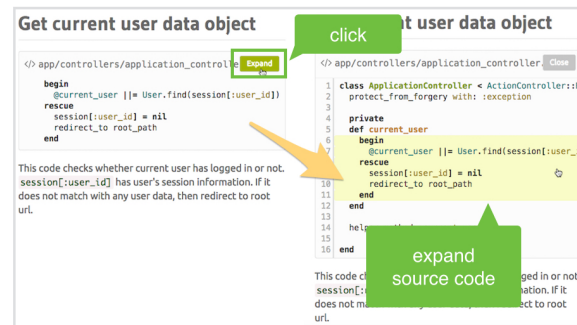 Get current user data object
</> app/controllers/application_controlle
Expand
begin
@current_user ||= User.find(session[:user_id])
rescue
session[:user_id] = nil
redirect_to root_path
end
This code checks whether current user has logged in or not.
session[:user_id] has user's session information. If it
does not match with any user data, then redirect to root
url.
click
nt user data object
</> app/controllers/application_controller.
Close
1 class ApplicationController < ActionController::
2 protect_from_forgery with: :exception
3
4 private
5 def current_user
6 begin
7 @current_user ||= User.find(session[:user_
rescue
session[:user_id] = nil
10 redirect_to root_path
11 end
12 end
13
14 help
15
16 end
expand
source code
This code ch ged in or not
session[: mation. If it
does not ma ect to root
url.